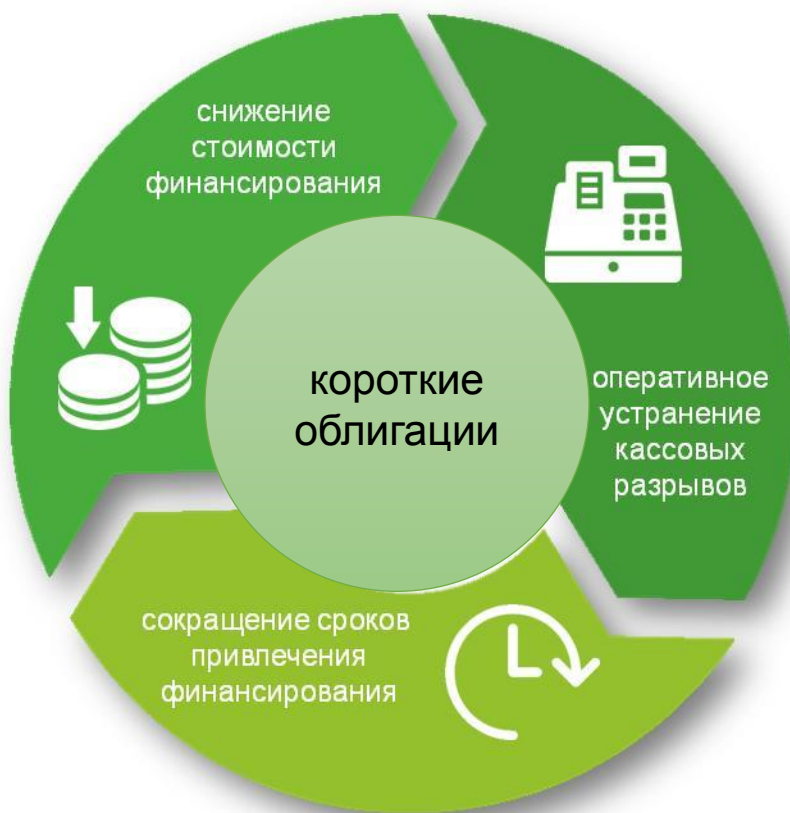 снижение
стоимости
финансирования
короткие
облигации
оперативное
устранение
кассовых
разрывов
сокращение сроков
привлечения
финансирования